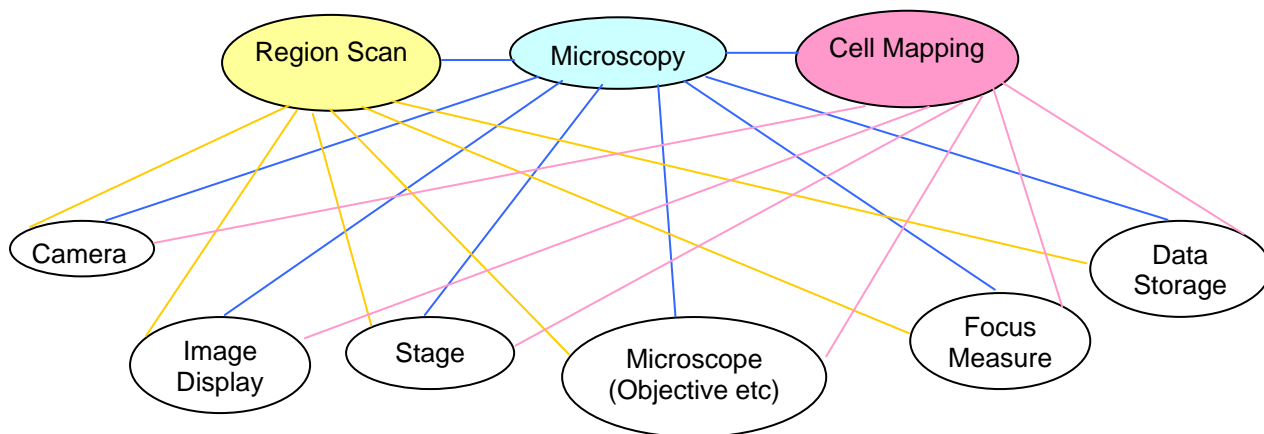 Region Scan
Microscopy
Cell Mapping
Camera
Data
Storage
Image
Display
Stage
Microscope
(Objective etc)
Focus
Measure